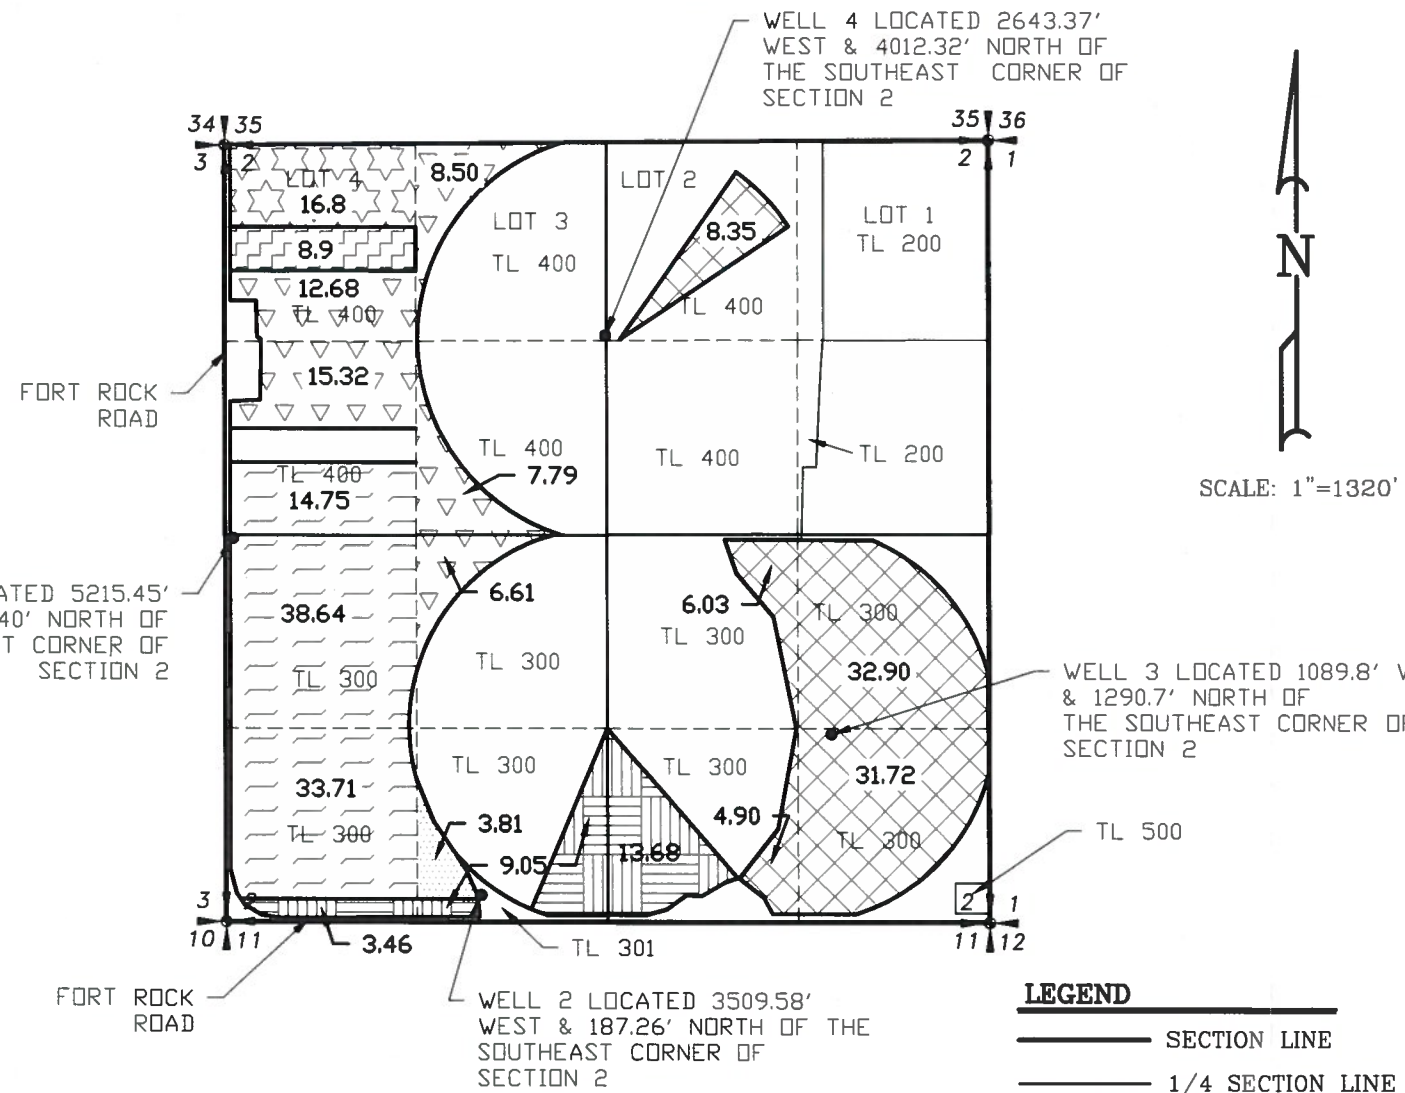 WELL 4 LOCATED 2643.37'
WEST & 4012.32' NORTH OF
THE SOUTHEAST CORNER OF
SECTION 2
34 35
3 2
35 36
2 1
LOT 4
16.8
8.50
LOT 2
LOT 3
TL 400
8.35
LOT 1
TL 200
8.9
12.68
TL 400
TL 400
N
15.32
FORT ROCK
ROAD
TL 400
TL 400
TL 200
7.79
TL 400
14.75
SCALE: 1"=1320'
ATED 5215.45'
40' NORTH OF
T CORNER OF
SECTION 2
6.61
38.64
6.03
TL 300
TL 300
TL 300
TL 300
32.90
WELL 3 LOCATED 1089.8'
& 1290.7' NORTH OF
THE SOUTHEAST CORNER
SECTION 2
TL 300
TL 300
33.71
31.72
TL 300
3.81
4.90
TL 300
TL 500
9.05
13.68
3 2
2 1
10 11
3.46
TL 301
11 12
FORT ROCK
ROAD
WELL 2 LOCATED 3509.58'
WEST & 187.26' NORTH OF THE
SOUTHEAST CORNER OF
SECTION 2
LEGEND
SECTION LINE
1/4 SECTION LINE